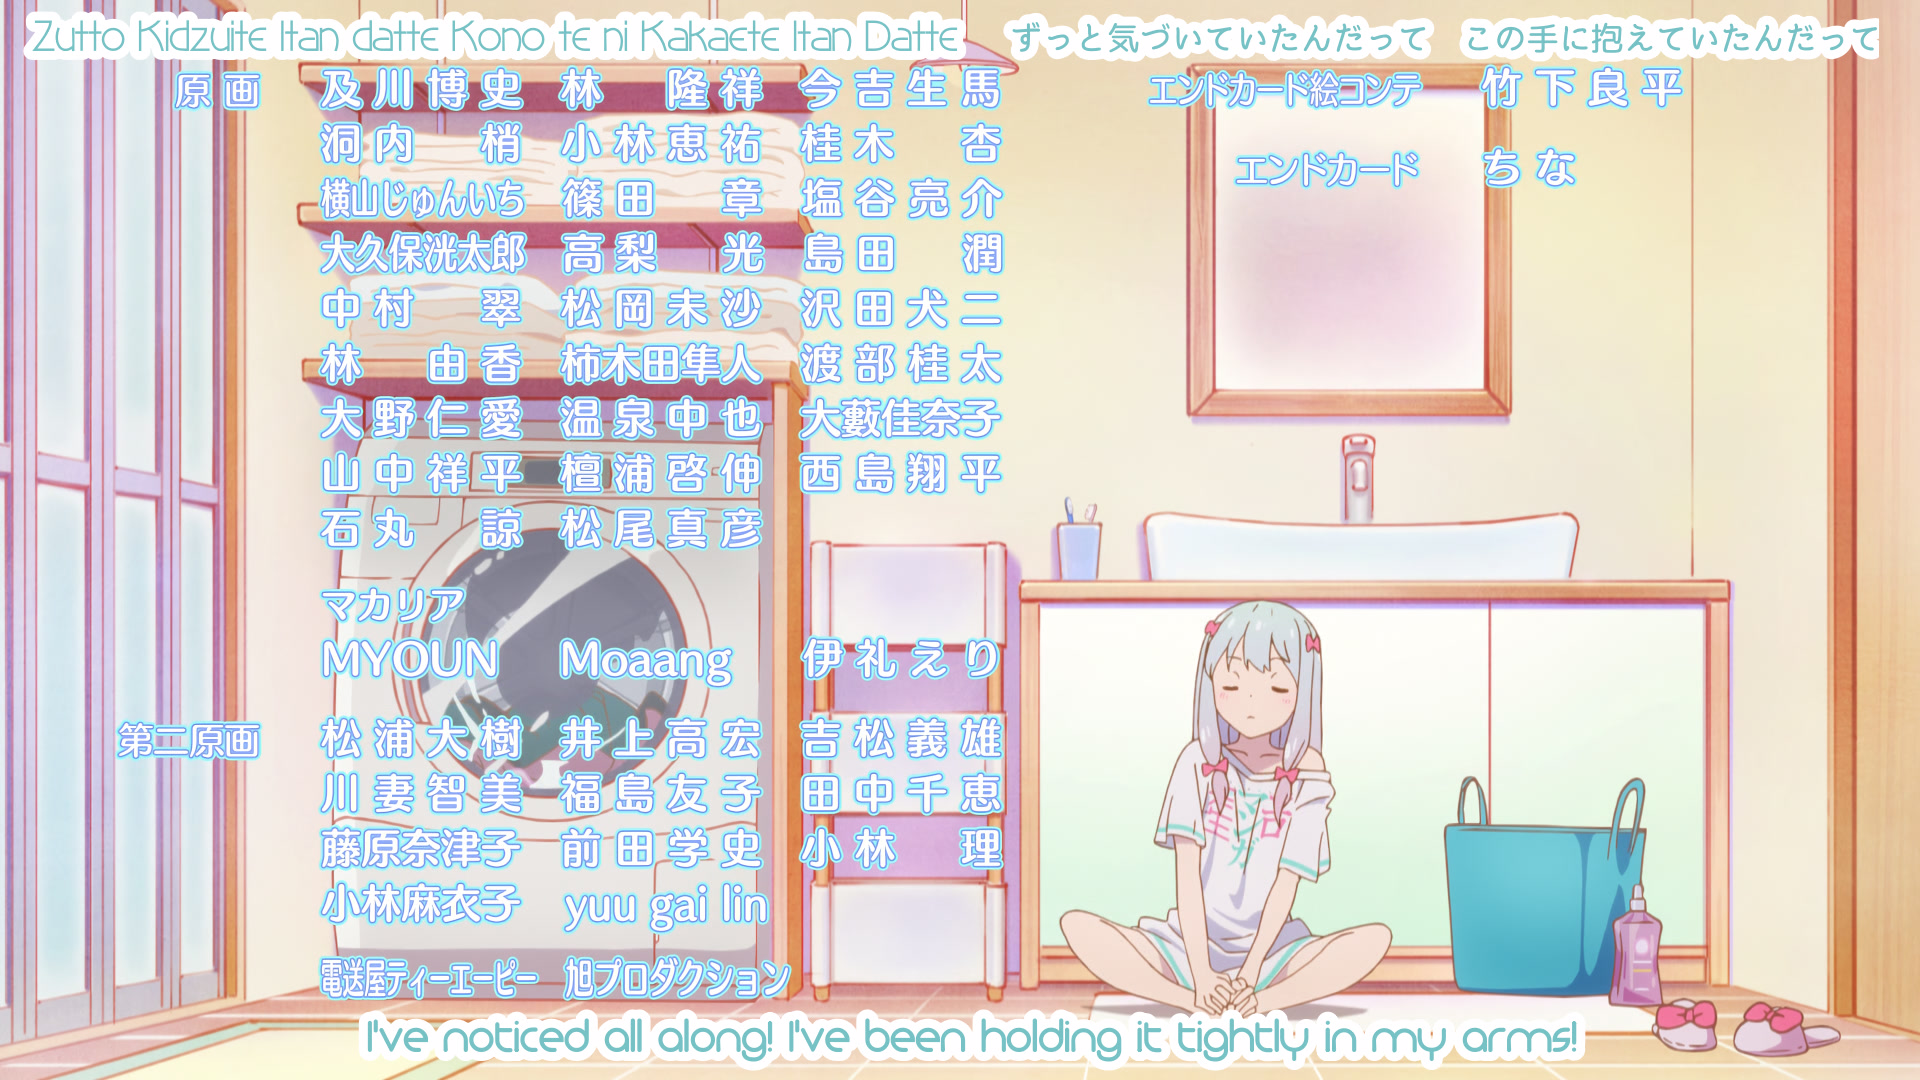 Zutto Kidzuite Itan datte Kono te ni Kakaete Itan Datte ずっと気づいていたんだって この手に抱えていたんだって
原画 及川博史 林 隆祥 今吉生馬
洞内 梢 小林恵祐 桂木 杏
横山じゅんいち 篠田 章 塩谷亮介
大久保洸太郎 高梨 光 島田 潤
中村 翠 松岡未沙 沢田犬二
林 由香 柿木田隼人 渡部桂太
大野仁愛 温泉中也 大藪佳奈子
山中祥平 檀浦啓伸 西島翔平
石丸 諒 松尾真彦
マカリア
MYOUN Moaang 伊礼えり
第二原画 松浦大樹 井上高宏 吉松義雄
川妻智美 福島友子 田中千恵
藤原奈津子 前田学史 小林 理
小林麻衣子 yuu gai lin
電送屋ティーエーピー 旭プロダクション
エンドカード絵コンテ 竹下良平
エンドカード ちな
I've noticed all along! I've been holding it tightly in my arms!